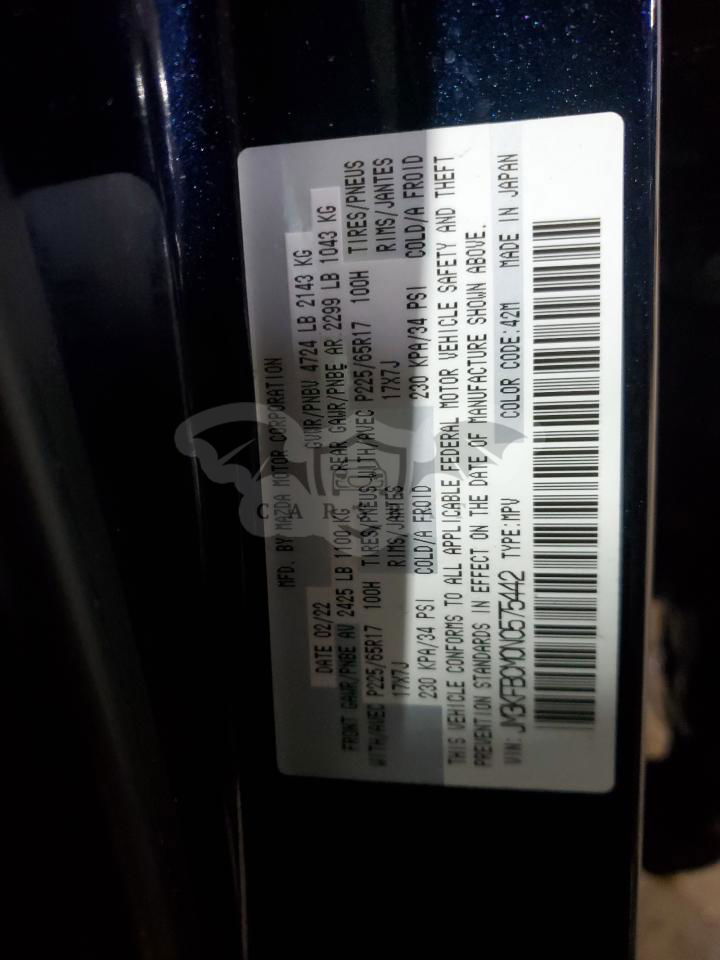 MFD. BY MAZDA MOTOR CORPORATION
DATE 02/22 GVWR/PNBV 4724 LB 2143 KG
FRONT GAWR/PNBE AV 2425 LB 1100 KG REAR GAWR/PNBE AR 2299 LB 1043 KG
WITH/AVEC P225/65R17 100H TIRES/PNEUS WITH/AVEC P225/65R17 100H TIRES/PNEUS
17X7J RIMS/JANTES 17X7J RIMS/JANTES
230 KPA/34 PSI COLD/A FROID 230 KPA/34 PSI COLD/A FROID
THIS VEHICLE CONFORMS TO ALL APPLICABLE FEDERAL MOTOR VEHICLE SAFETY AND THEFT
PREVENTION STANDARDS IN EFFECT ON THE DATE OF MANUFACTURE SHOWN ABOVE.
VIN: JM3KFBCM0N0575442 TYPE:MPV COLOR CODE:42M MADE IN JAPAN